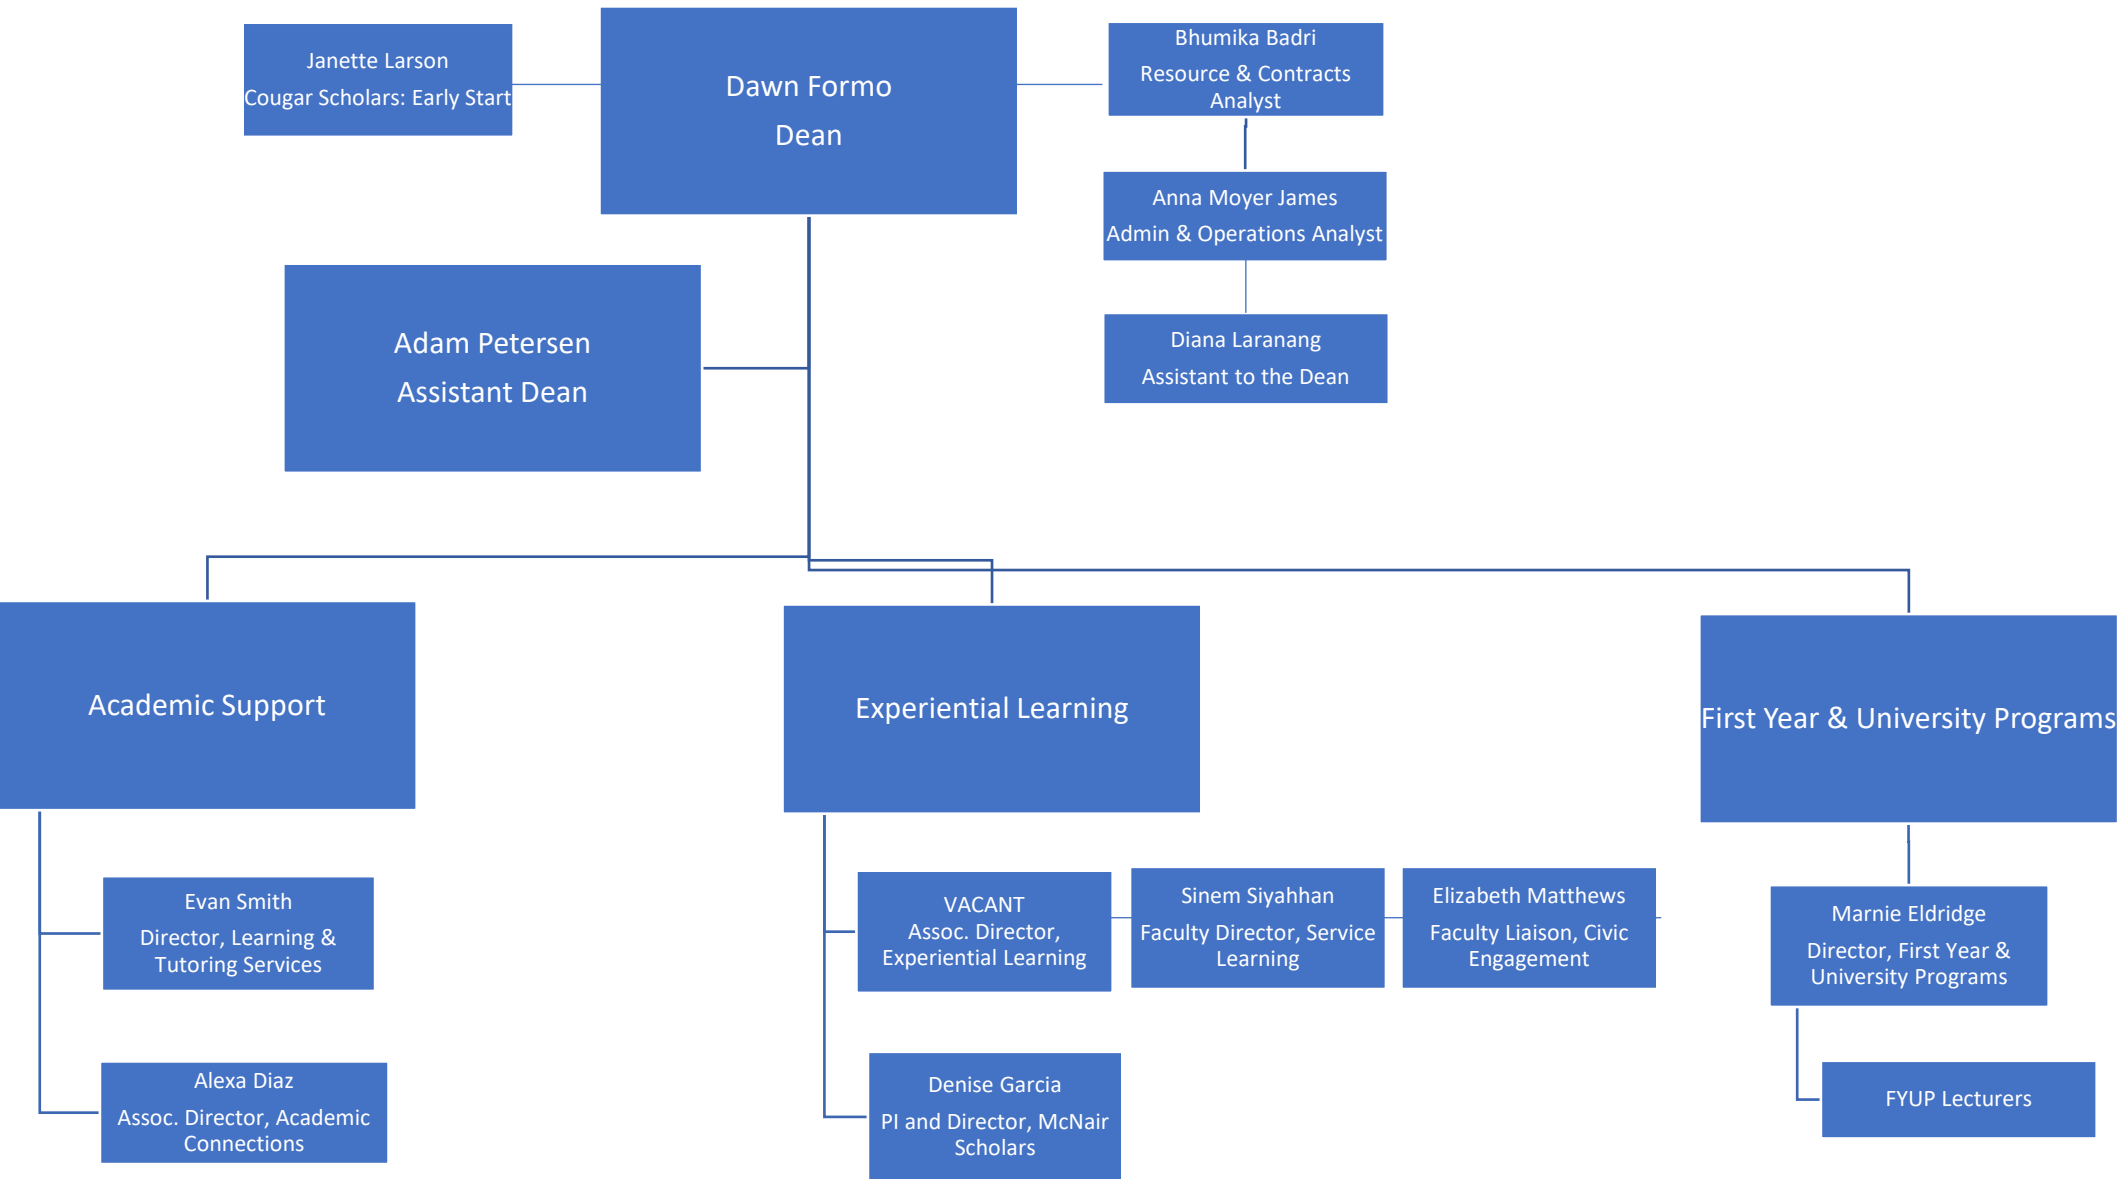 Janette Larson
Cougar Scholars: Early Start
Dawn Formo
Dean
Bhumika Badri
Resource & Contracts
Analyst
Anna Moyer James
Admin & Operations Analyst
Diana Laranang
Assistant to the Dean
Adam Petersen
Assistant Dean
Academic Support
Experiential Learning
First Year & University Programs
Evan Smith
Director, Learning &
Tutoring Services
Alexa Diaz
Assoc. Director, Academic
Connections
VACANT
Assoc. Director,
Experiential Learning
Sinem Siyahhan
Faculty Director, Service
Learning
Elizabeth Matthews
Faculty Liaison, Civic
Engagement
Denise Garcia
PI and Director, McNair
Scholars
Marnie Eldridge
Director, First Year &
University Programs
FYUP Lecturers